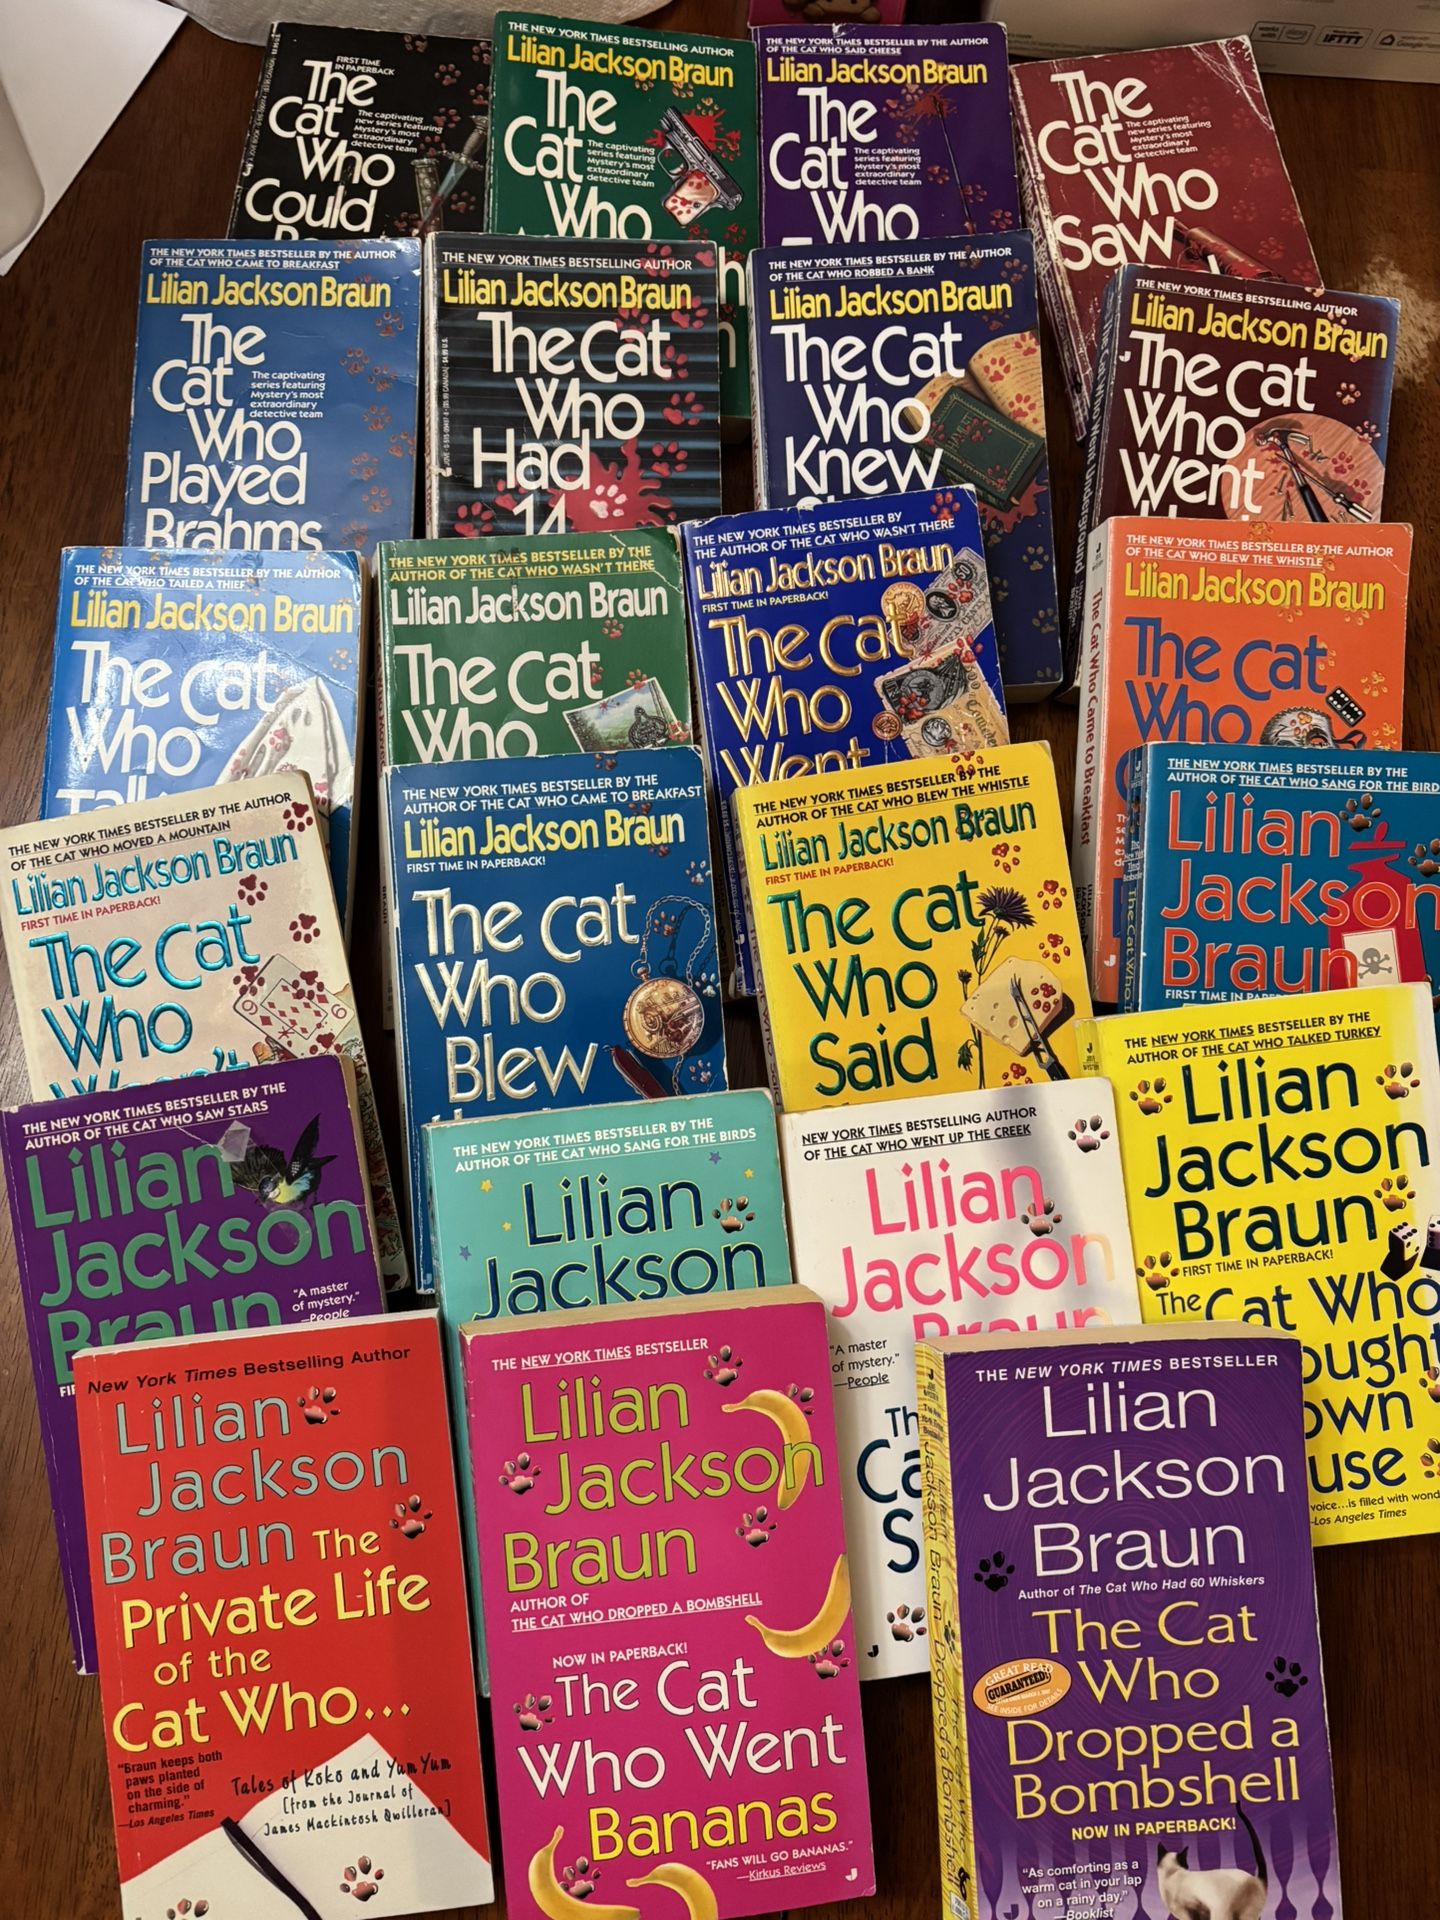 FIRST TIME
IN PAPERBACK
The
Cat
Who
Could
The captivating
new series featuring
Mystery's most
extraordinary
detective team
THE NEW YORK TIMES BESTSELLING AUTHOR
Lilian Jackson Braun
The
Cat
Who
The captivating
series featuring
Mystery's most
extraordinary
detective team
THE NEW YORK TIMES BESTSELLER BY THE AUTHOR
OF THE CAT WHO SAID CHEESE
Lilian Jackson Braun
The
Cat
Who
The captivating
series featuring
Mystery's most
extraordinary
detective team
The
Cat
Who
Saw
The captivating
new series featuring
Mystery's most
extraordinary
detective team
works with
IFTTT
THE NEW YORK TIMES BESTSELLER BY THE AUTHOR
OF THE CAT WHO CAME TO BREAKFAST
Lilian Jackson Braun
The
Cat
Who
Played
Brahms
The captivating
series featuring
Mystery's most
extraordinary
detective team
THE NEW YORK TIMES BESTSELLING AUTHOR
Lilian Jackson Braun
The Cat
Who
Had
14
THE NEW YORK TIMES BESTSELLER BY THE AUTHOR
OF THE CAT WHO ROBBED A BANK
Lilian Jackson Braun
The Cat
Who
Knew
HAMLET
THE NEW YORK TIMES BESTSELLING AUTHOR
Lilian Jackson Braun
The Cat
Who
Went
The Cat Who Went Underground
THE NEW YORK TIMES BESTSELLER BY THE AUTHOR
OF THE CAT WHO TAILED A THIEF
Lilian Jackson Braun
The Cat
Who
THE NEW YORK TIMES BESTSELLER BY THE
AUTHOR OF THE CAT WHO WASN'T THERE
Lilian Jackson Braun
The Cat
Who
THE NEW YORK TIMES BESTSELLER BY
THE AUTHOR OF THE CAT WHO WASN'T THERE
Lilian Jackson Braun
FIRST TIME IN PAPERBACK!
The Cat
Who
Went
THE NEW YORK TIMES BESTSELLER BY THE AUTHOR
OF THE CAT WHO BLEW THE WHISTLE
Lilian Jackson Braun
The Cat
Who
The Cat Who Came to Breakfast
THE NEW YORK TIMES BESTSELLER BY THE AUTHOR
OF THE CAT WHO MOVED A MOUNTAIN
Lilian Jackson Braun
FIRST TIME IN PAPERBACK!
The Cat
Who
Wasn't
THE NEW YORK TIMES BESTSELLER BY THE
AUTHOR OF THE CAT WHO CAME TO BREAKFAST
Lilian Jackson Braun
FIRST TIME IN PAPERBACK!
The Cat
Who
Blew
THE NEW YORK TIMES BESTSELLER BY THE
AUTHOR OF THE CAT WHO BLEW THE WHISTLE
Lilian Jackson Braun
FIRST TIME IN PAPERBACK!
The Cat
Who
Said
THE NEW YORK TIMES BESTSELLER BY THE
AUTHOR OF THE CAT WHO SANG FOR THE BIRD
Lilian
Jackson
Braun
THE NEW YORK TIMES BESTSELLER BY THE
AUTHOR OF THE CAT WHO SAW STARS
Lilian
Jackson
Braun
"A master
of mystery."
—People
THE NEW YORK TIMES BESTSELLER BY THE
AUTHOR OF THE CAT WHO SANG FOR THE BIRDS
Lilian
Jackson
NEW YORK TIMES BESTSELLING AUTHOR
OF THE CAT WHO WENT UP THE CREEK
Lilian
Jackson
Braun
"A master
of mystery."
—People
THE NEW YORK TIMES BESTSELLER BY THE
AUTHOR OF THE CAT WHO TALKED TURKEY
Lilian
Jackson
Braun
FIRST TIME IN PAPERBACK!
The Cat Who
—Los Angeles Times
New York Times Bestselling Author
Lilian
Jackson
Braun The
Private Life
of the
Cat Who...
"Braun keeps both
paws planted
on the side of
charming."
—Los Angeles Times
Tales of Koko and Yum Yum
[from the Journal of
James Mackintosh Qwilleran]
THE NEW YORK TIMES BESTSELLER
Lilian
Jackson
Braun
AUTHOR OF
THE CAT WHO DROPPED A BOMBSHELL
NOW IN PAPERBACK!
The Cat
Who Went
Bananas
"FANS WILL GO BANANAS."
—Kirkus Reviews
THE NEW YORK TIMES BESTSELLER
Lilian
Jackson
Braun
Author of The Cat Who Had 60 Whiskers
The Cat
Who
Dropped a
Bombshell
GREAT READ
GUARANTEED!
SEE INSIDE FOR DETAILS
NOW IN PAPERBACK!
"As comforting as a
warm cat in your lap
on a rainy day."
—Booklist